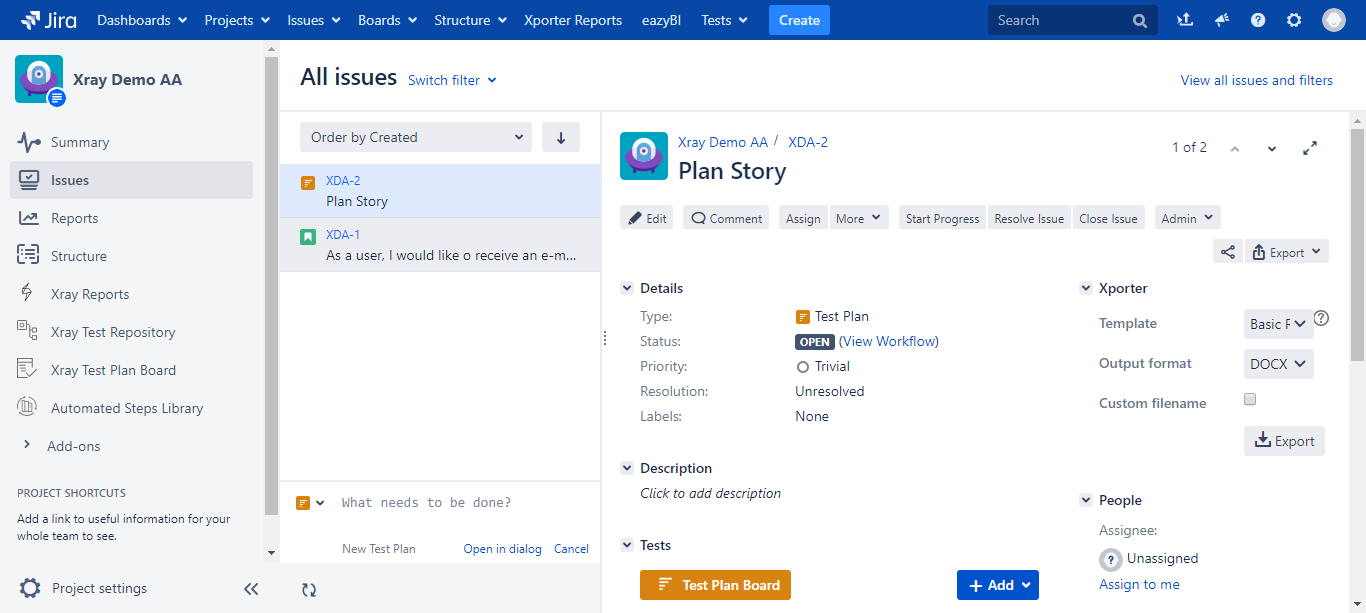 Jira Dashboards Projects Issues Boards Structure Xporter Reports eazyBI Tests Create Search
Xray Demo AA
Summary
Issues
Reports
Structure
Xray Reports
Xray Test Repository
Xray Test Plan Board
Automated Steps Library
Add-ons
PROJECT SHORTCUTS
Add a link to useful information for your
whole team to see.
Project settings
All issues Switch filter
View all issues and filters
Order by Created
XDA-2
Plan Story
XDA-1
As a user, I would like o receive an e-m...
What needs to be done?
New Test Plan Open in dialog Cancel
Xray Demo AA / XDA-2
Plan Story
1 of 2
Edit Comment Assign More Start Progress Resolve Issue Close Issue Admin
Export
Details
Type: Test Plan
Status: OPEN (View Workflow)
Priority: Trivial
Resolution: Unresolved
Labels: None
Description
Click to add description
Tests
Test Plan Board + Add
Xporter
Template Basic ?
Output format DOCX
Custom filename
Export
People
Assignee:
? Unassigned
Assign to me